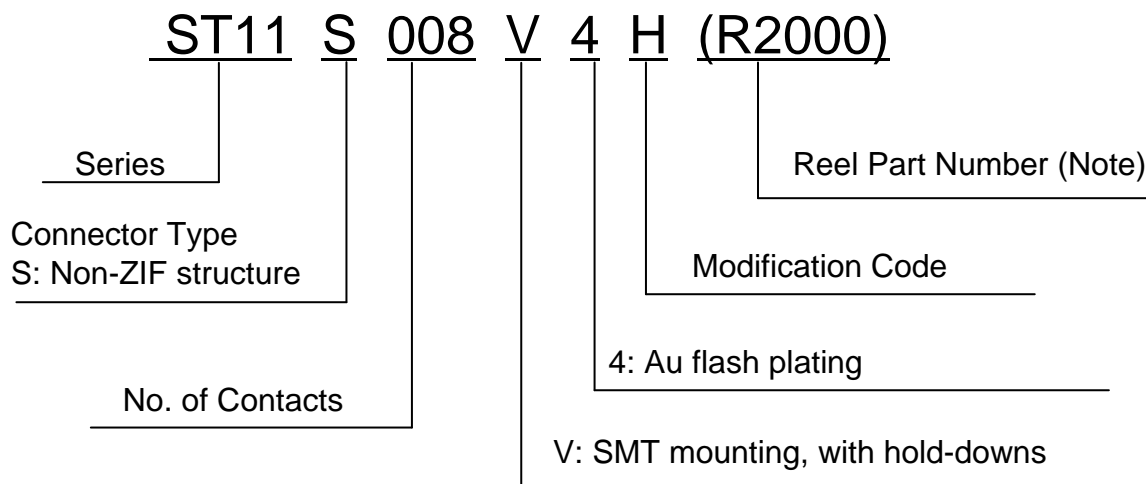 ST11 S 008 V 4 H (R2000)
Series
Reel Part Number (Note)
Connector Type
S: Non-ZIF structure
Modification Code
4: Au flash plating
No. of Contacts
V: SMT mounting, with hold-downs